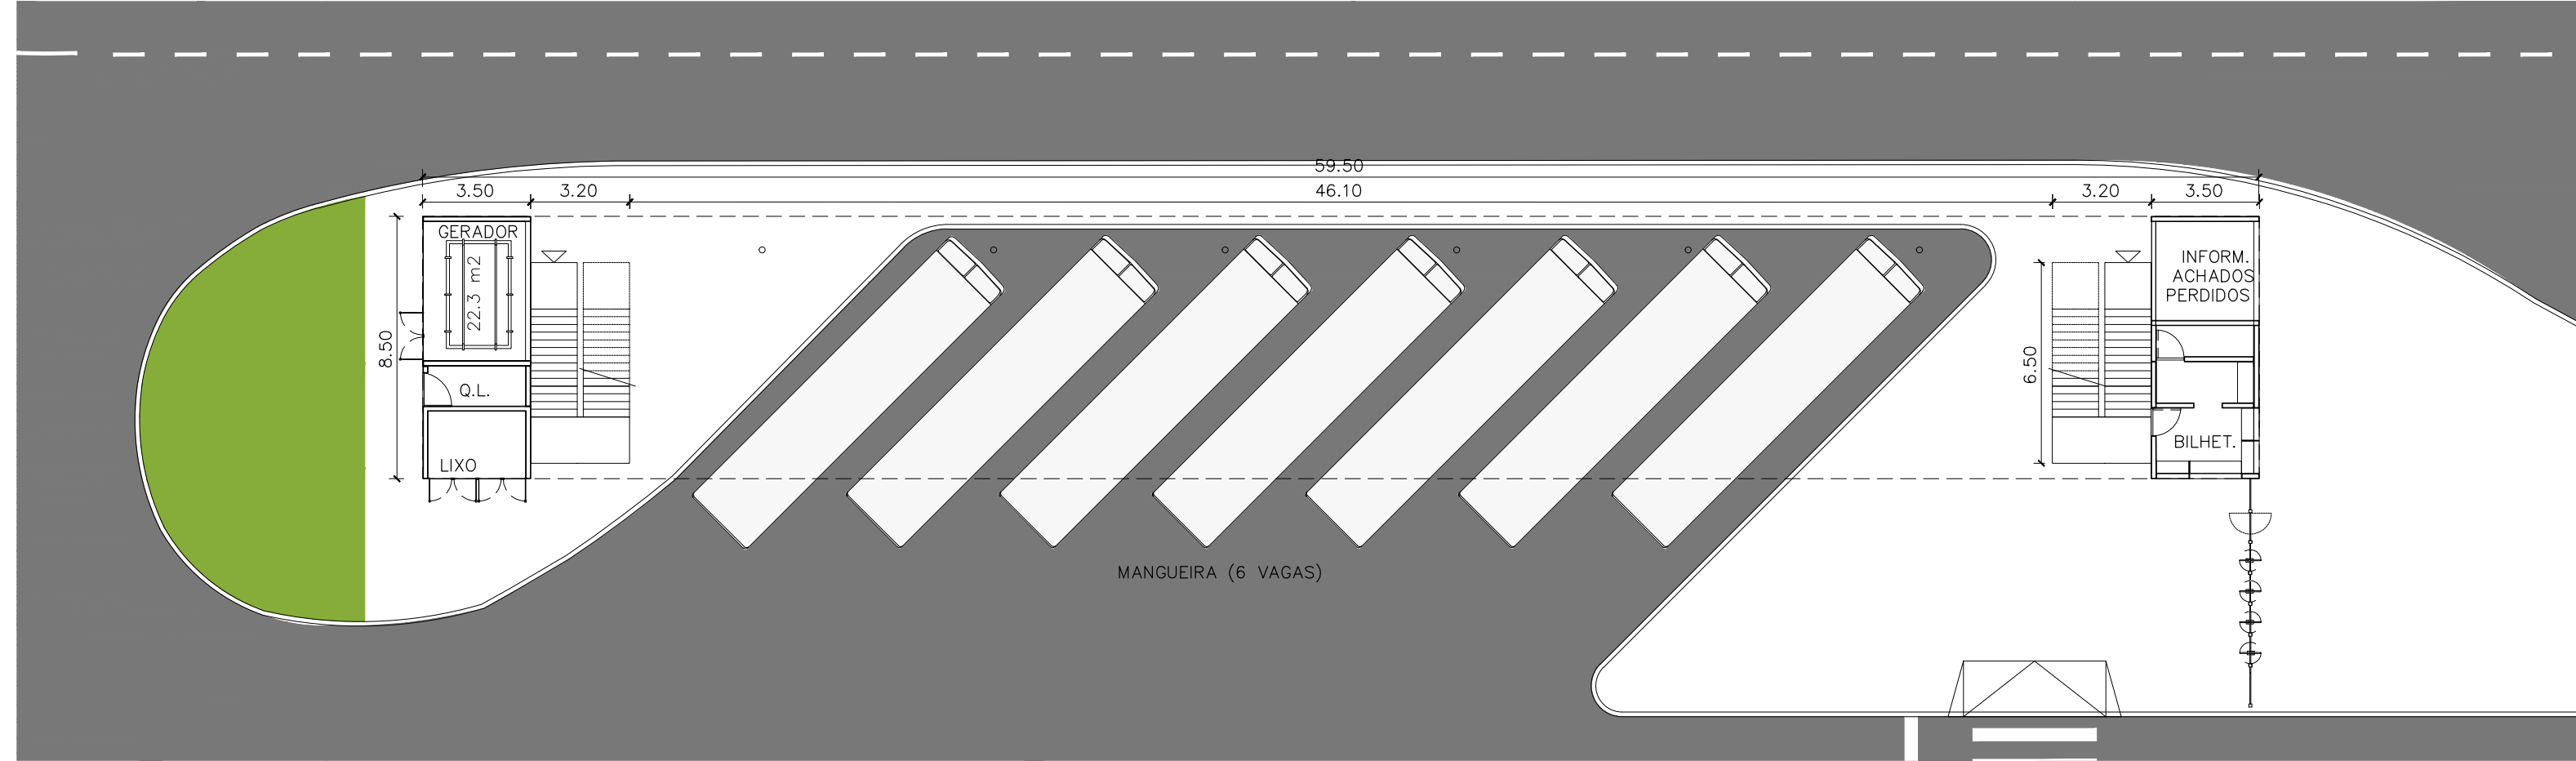 59.50
3.50
3.20
46.10
3.20
3.50
GERADOR
22.3 m2
8.50
Q.L.
LIXO
INFORM.
ACHADOS
PERDIDOS
6.50
BILHET.
MANGUEIRA (6 VAGAS)